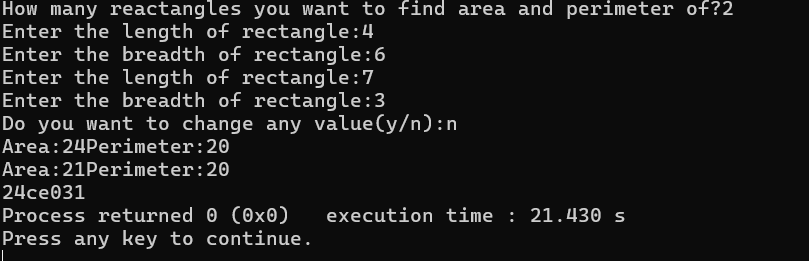 How many reactangles you want to find area and perimeter of?2
Enter the length of rectangle:4
Enter the breadth of rectangle:6
Enter the length of rectangle:7
Enter the breadth of rectangle:3
Do you want to change any value(y/n):n
Area:24Perimeter:20
Area:21Perimeter:20
24ce031
Process returned 0 (0x0)   execution time : 21.430 s
Press any key to continue.